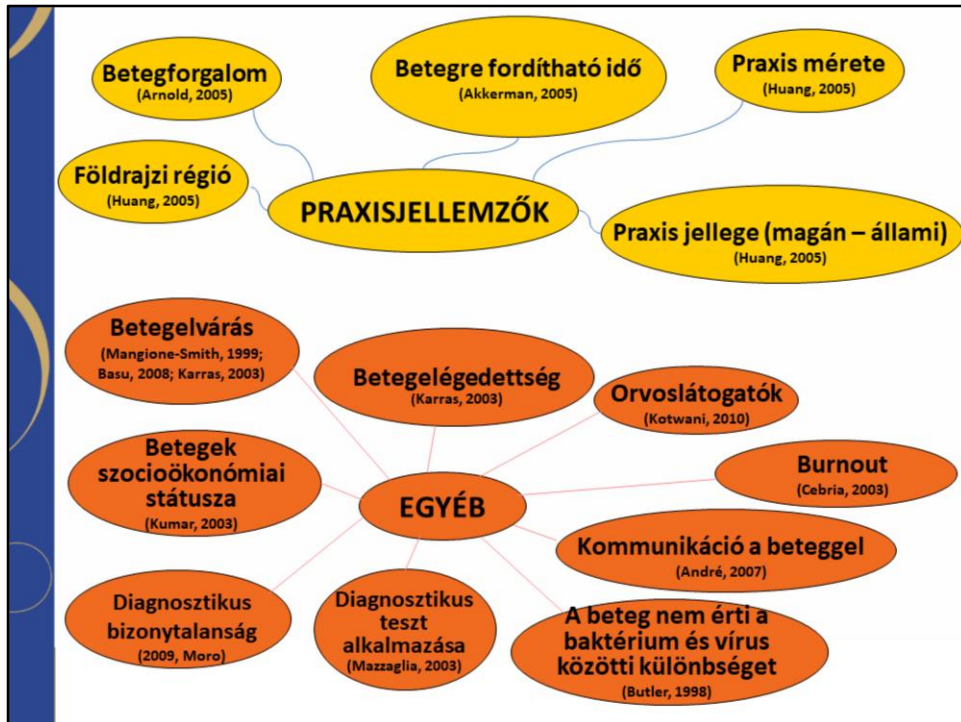 Betegforgalom
(Arnold, 2005)
Betegre fordítható idő
(Akkerman, 2005)
Praxis mérete
(Huang, 2005)
Földrajzi régió
(Huang, 2005)
PRAXISJELLEMZŐK
Praxis jellege (magán – állami)
(Huang, 2005)
Betegelvárás
(Mangione-Smith, 1999;
Basu, 2008; Karras, 2003)
Betegelégedettség
(Karras, 2003)
Orvoslátogatók
(Kotwani, 2010)
Betegek
szocioökonómiai
státusza
(Kumar, 2003)
EGYÉB
Burnout
(Cebria, 2003)
Kommunikáció a beteggel
(André, 2007)
Diagnosztikus
bizonytalanság
(2009, Moro)
Diagnosztikus
teszt
alkalmazása
(Mazzaglia, 2003)
A beteg nem érti a
baktérium és vírus
közötti különbséget
(Butler, 1998)